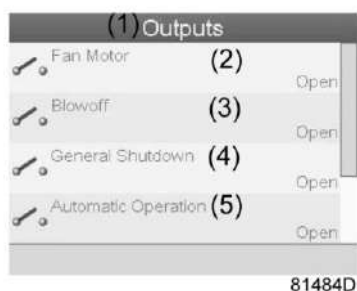 (1) Outputs
Fan Motor (2)
Open
Blowoff (3)
Open
General Shutdown (4)
Open
Automatic Operation (5)
Open
81484D